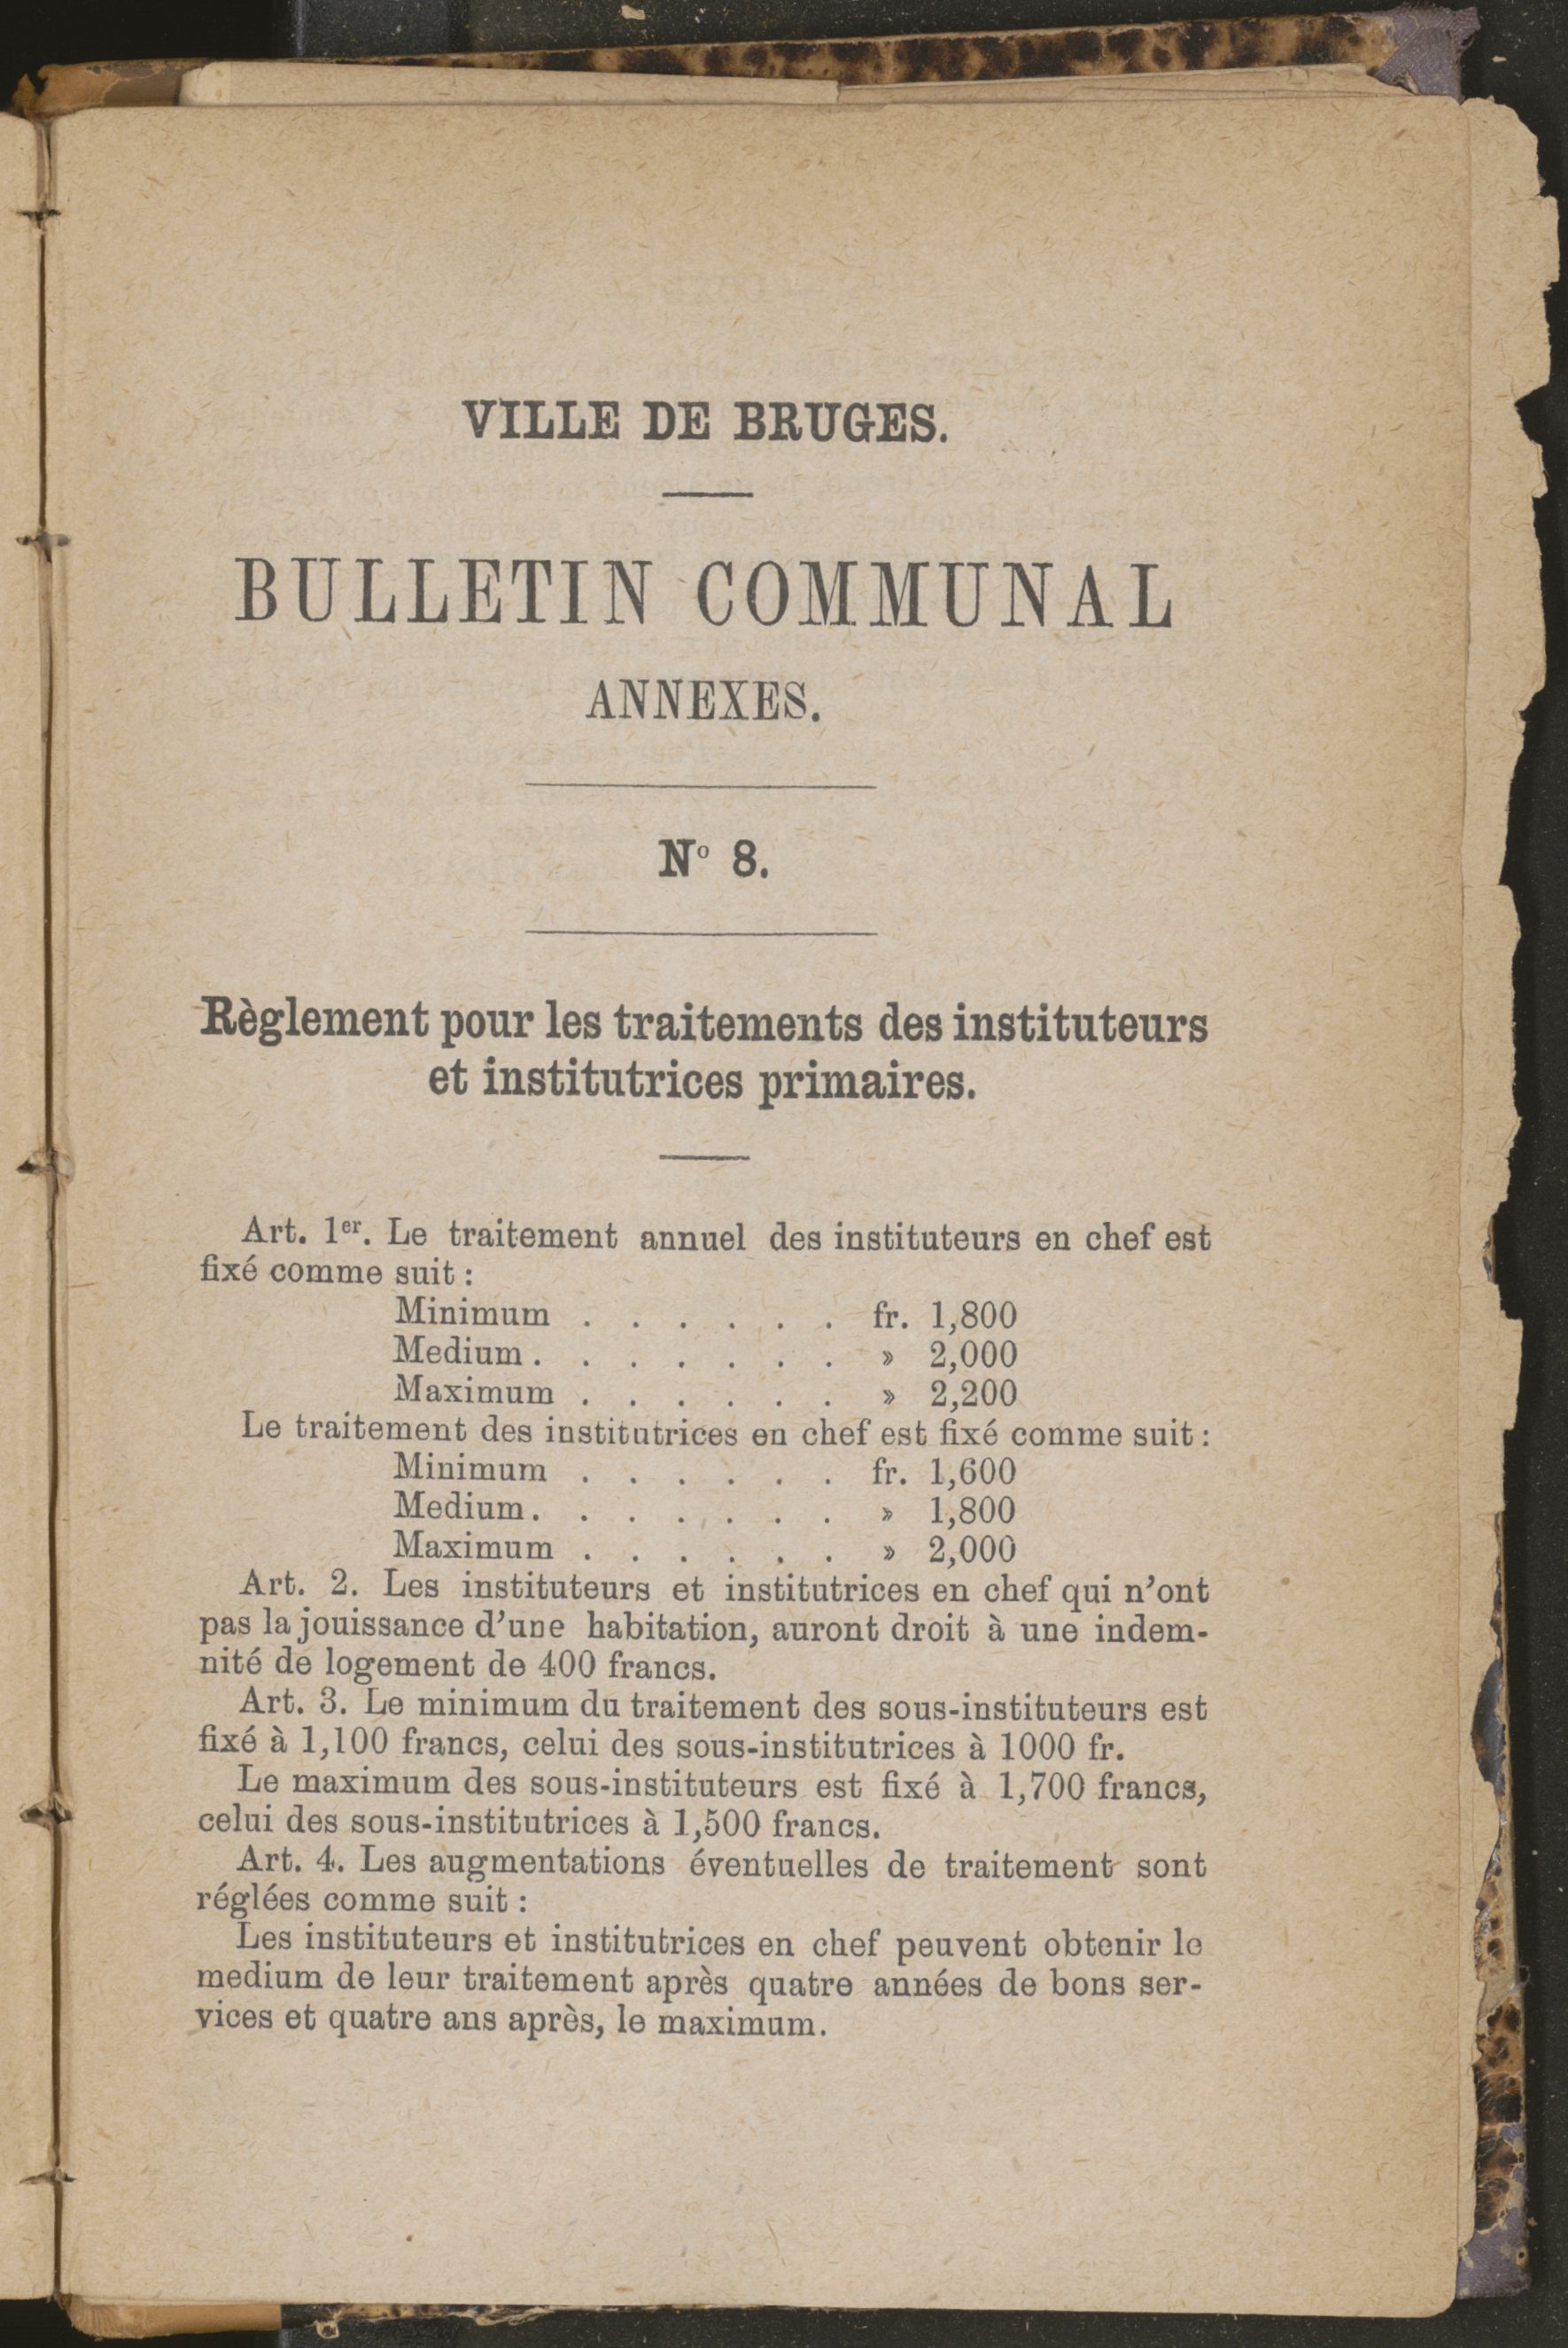 VILLE DE BRUGES.
BULLETIN COMMUNAL
ANNEXES.
Nº 8.
Règlement pour les traitements des instituteurs
et institutrices primaires.
Art. 1er. Le traitement annuel des instituteurs en chef est
fixé comme suit :
Minimum . . . . . . fr. 1,800
Medium . . . . . . . » 2,000
Maximum . . . . . . » 2,200
Le traitement des institutrices en chef est fixé comme suit :
Minimum . . . . . . fr. 1,600
Medium . . . . . . . » 1,800
Maximum . . . . . . » 2,000
Art. 2. Les instituteurs et institutrices en chef qui n'ont
pas la jouissance d'une habitation, auront droit à une indem-
nité de logement de 400 francs.
Art. 3. Le minimum du traitement des sous-instituteurs est
fixé à 1,100 francs, celui des sous-institutrices à 1000 fr.
Le maximum des sous-instituteurs est fixé à 1,700 francs,
celui des sous-institutrices à 1,500 francs.
Art. 4. Les augmentations éventuelles de traitement sont
réglées comme suit :
Les instituteurs et institutrices en chef peuvent obtenir le
medium de leur traitement après quatre années de bons ser-
vices et quatre ans après, le maximum.